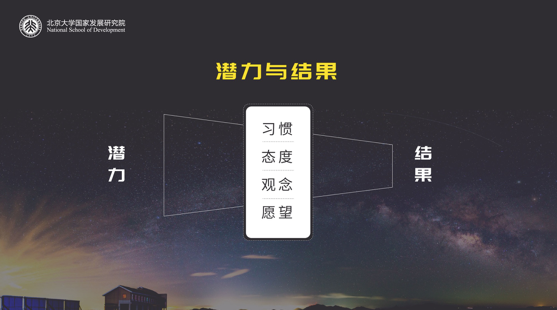 北京大学国家发展研究院
National School of Development
潜力与结果
习惯
态度
观念
愿望
潜力
结果